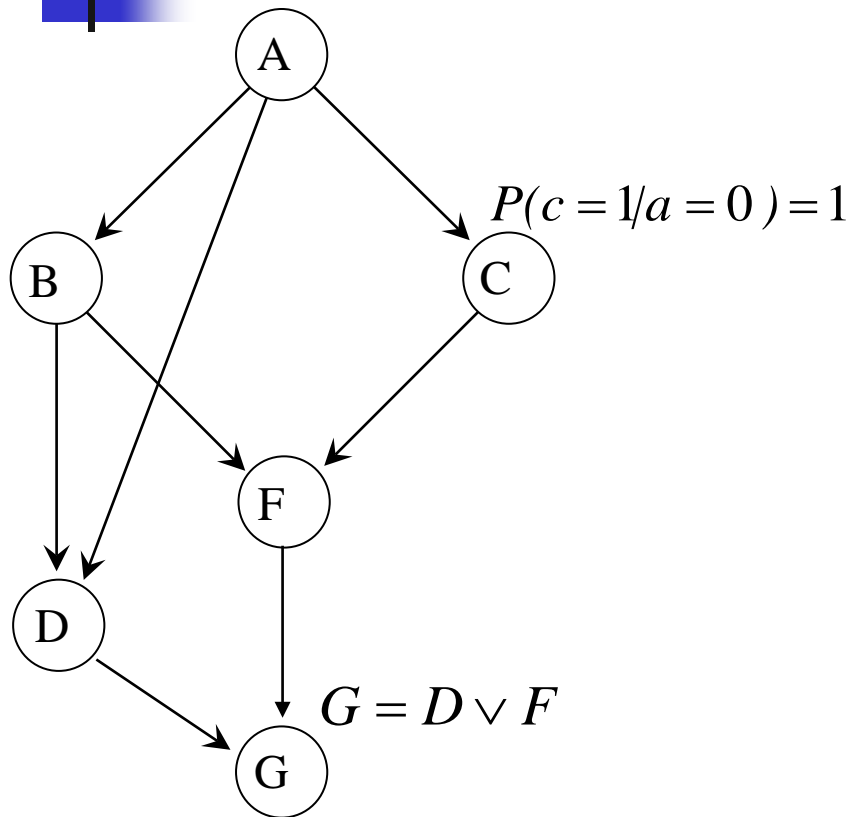 A
P(c = 1/a = 0 ) = 1
B
C
F
D
G = D ∨ F
G